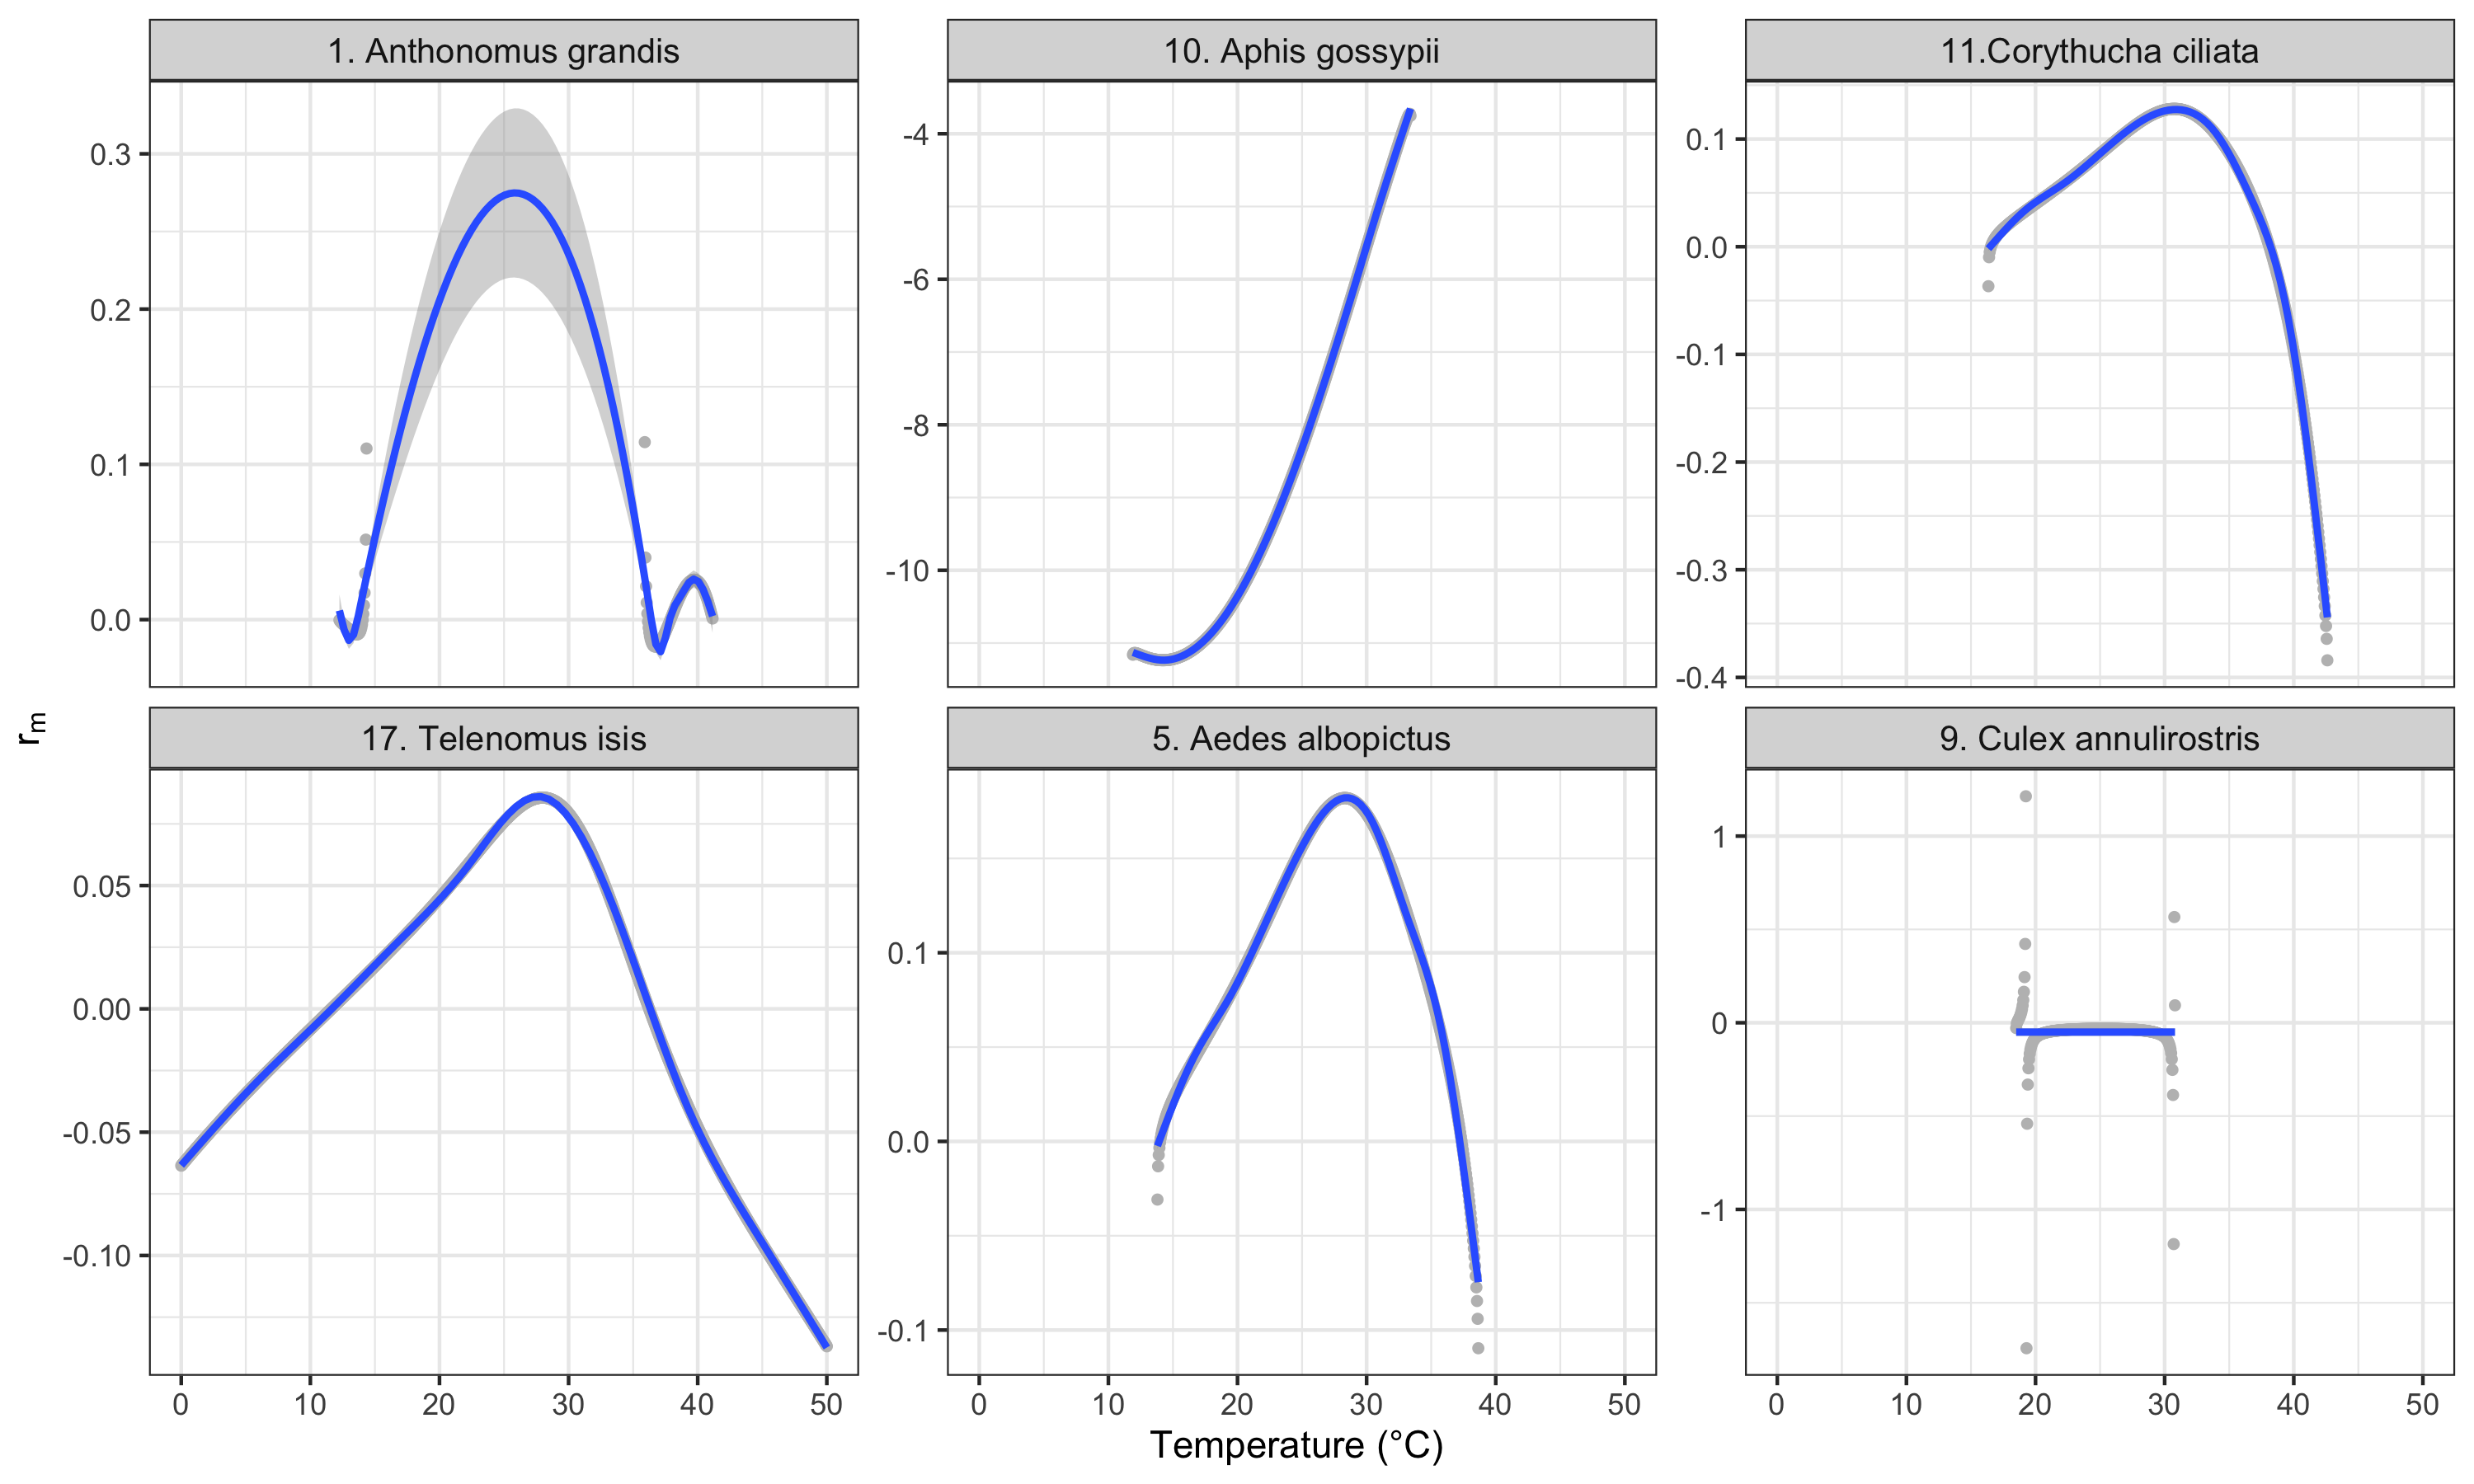 1. Anthonomus grandis
10. Aphis gossypii
11.Corythucha ciliata
0.3
0.2
0.1
0.0
-4
-6
-8
-10
0.1
0.0
-0.1
-0.2
-0.3
-0.4
rm
17. Telenomus isis
5. Aedes albopictus
9. Culex annulirostris
0.05
0.00
-0.05
-0.10
0.1
0.0
-0.1
1
0
-1
0 10 20 30 40 50
0 10 20 30 40 50
0 10 20 30 40 50
Temperature (°C)